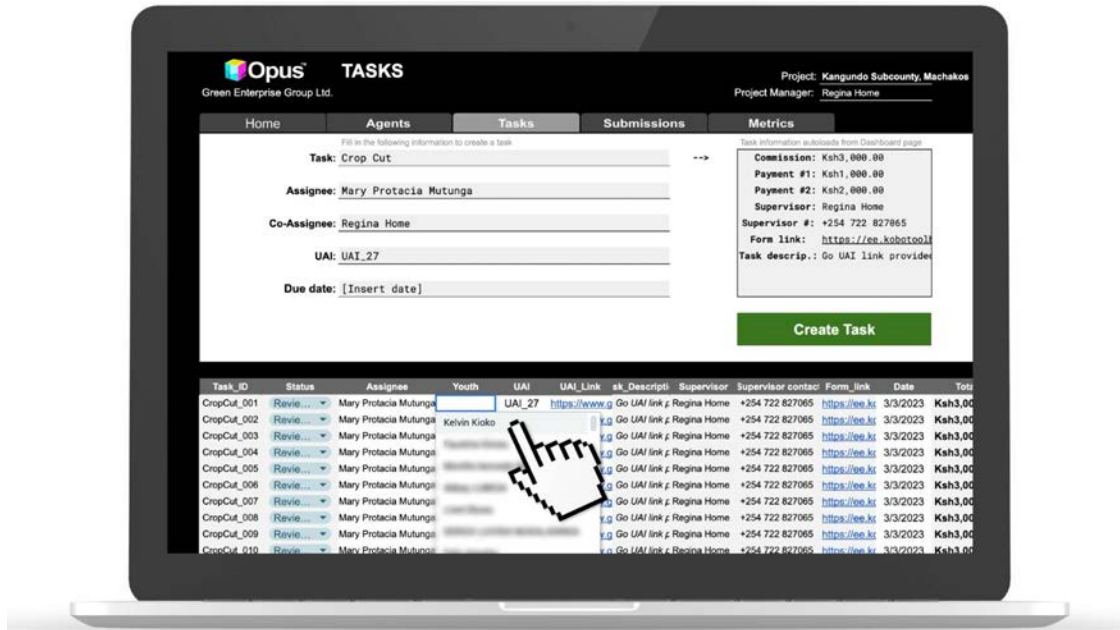 Opus™ TASKS
Green Enterprise Group Ltd.
Project: Kangundo Subcounty, Machakos
Project Manager: Regina Home
Home Agents Tasks Submissions Metrics
Fill in the following information to create a task
Task information autoloads from Dashboard page
Task: Crop Cut
-->
Assignee: Mary Protacia Mutunga
Co-Assignee: Regina Home
UAI: UAI_27
Due date: [Insert date]
Commission: Ksh3,000.00
Payment #1: Ksh1,000.00
Payment #2: Ksh2,000.00
Supervisor: Regina Home
Supervisor #: +254 722 827065
Form link: https://ee.kobotool
Task descrip.: Go UAI link provided
Create Task
Task_ID Status Assignee Youth UAI UAI_Link sk_Descripti Supervisor Supervisor contact Form_link Date Tota
CropCut_001 Revie... Mary Protacia Mutunga UAI_27 https://www.g Go UAI link p Regina Home +254 722 827065 https://ee.kc 3/3/2023 Ksh3,00
CropCut_002 Revie... Mary Protacia Mutunga Kelvin Kioko v.g Go UAI link p Regina Home +254 722 827065 https://ee.kc 3/3/2023 Ksh3,00
CropCut_003 Revie... Mary Protacia Mutunga v.g Go UAI link p Regina Home +254 722 827065 https://ee.kc 3/3/2023 Ksh3,00
CropCut_004 Revie... Mary Protacia Mutunga v.g Go UAI link p Regina Home +254 722 827065 https://ee.kc 3/3/2023 Ksh3,00
CropCut_005 Revie... Mary Protacia Mutunga v.g Go UAI link p Regina Home +254 722 827065 https://ee.kc 3/3/2023 Ksh3,00
CropCut_006 Revie... Mary Protacia Mutunga v.g Go UAI link p Regina Home +254 722 827065 https://ee.kc 3/3/2023 Ksh3,00
CropCut_007 Revie... Mary Protacia Mutunga v.g Go UAI link p Regina Home +254 722 827065 https://ee.kc 3/3/2023 Ksh3,00
CropCut_008 Revie... Mary Protacia Mutunga v.g Go UAI link p Regina Home +254 722 827065 https://ee.kc 3/3/2023 Ksh3,00
CropCut_009 Revie... Mary Protacia Mutunga v.g Go UAI link p Regina Home +254 722 827065 https://ee.kc 3/3/2023 Ksh3,00
CropCut_010 Revie... Mary Protacia Mutunga v.g Go UAI link p Regina Home +254 722 827065 https://ee.kc 3/3/2023 Ksh3,00